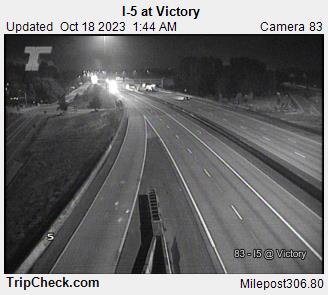 I-5 at Victory
Updated Oct 18 2023 1:44 AM Camera 83
T
5
83 - I5 @ Victory
TripCheck.com Milepost306.80